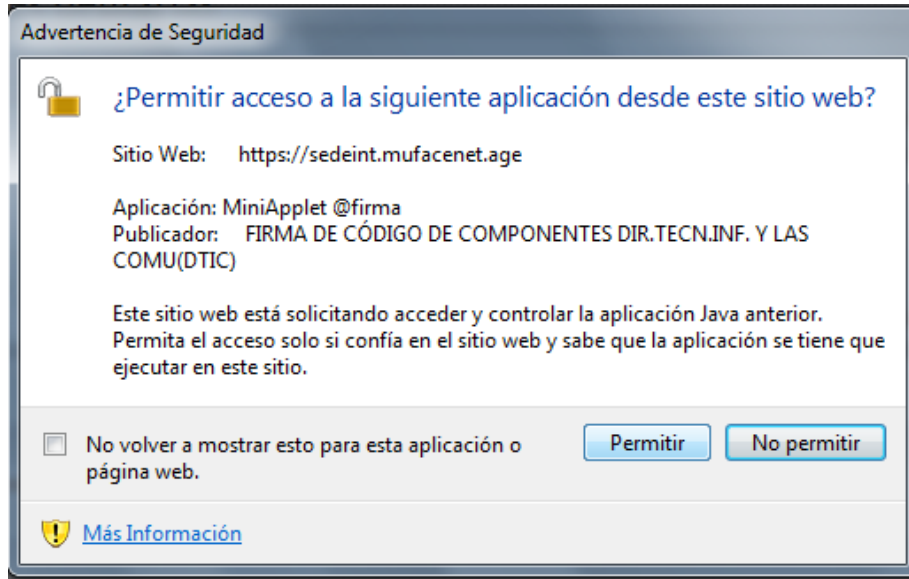 Advertencia de Seguridad
¿Permitir acceso a la siguiente aplicación desde este sitio web?
Sitio Web: https://sedeint.mufacenet.age
Aplicación: MiniApplet @firma
Publicador: FIRMA DE CÓDIGO DE COMPONENTES DIR.TECN.INF. Y LAS
COMU(DTIC)
Este sitio web está solicitando acceder y controlar la aplicación Java anterior.
Permita el acceso solo si confía en el sitio web y sabe que la aplicación se tiene que
ejecutar en este sitio.
No volver a mostrar esto para esta aplicación o
página web.
Permitir
No permitir
Más Información